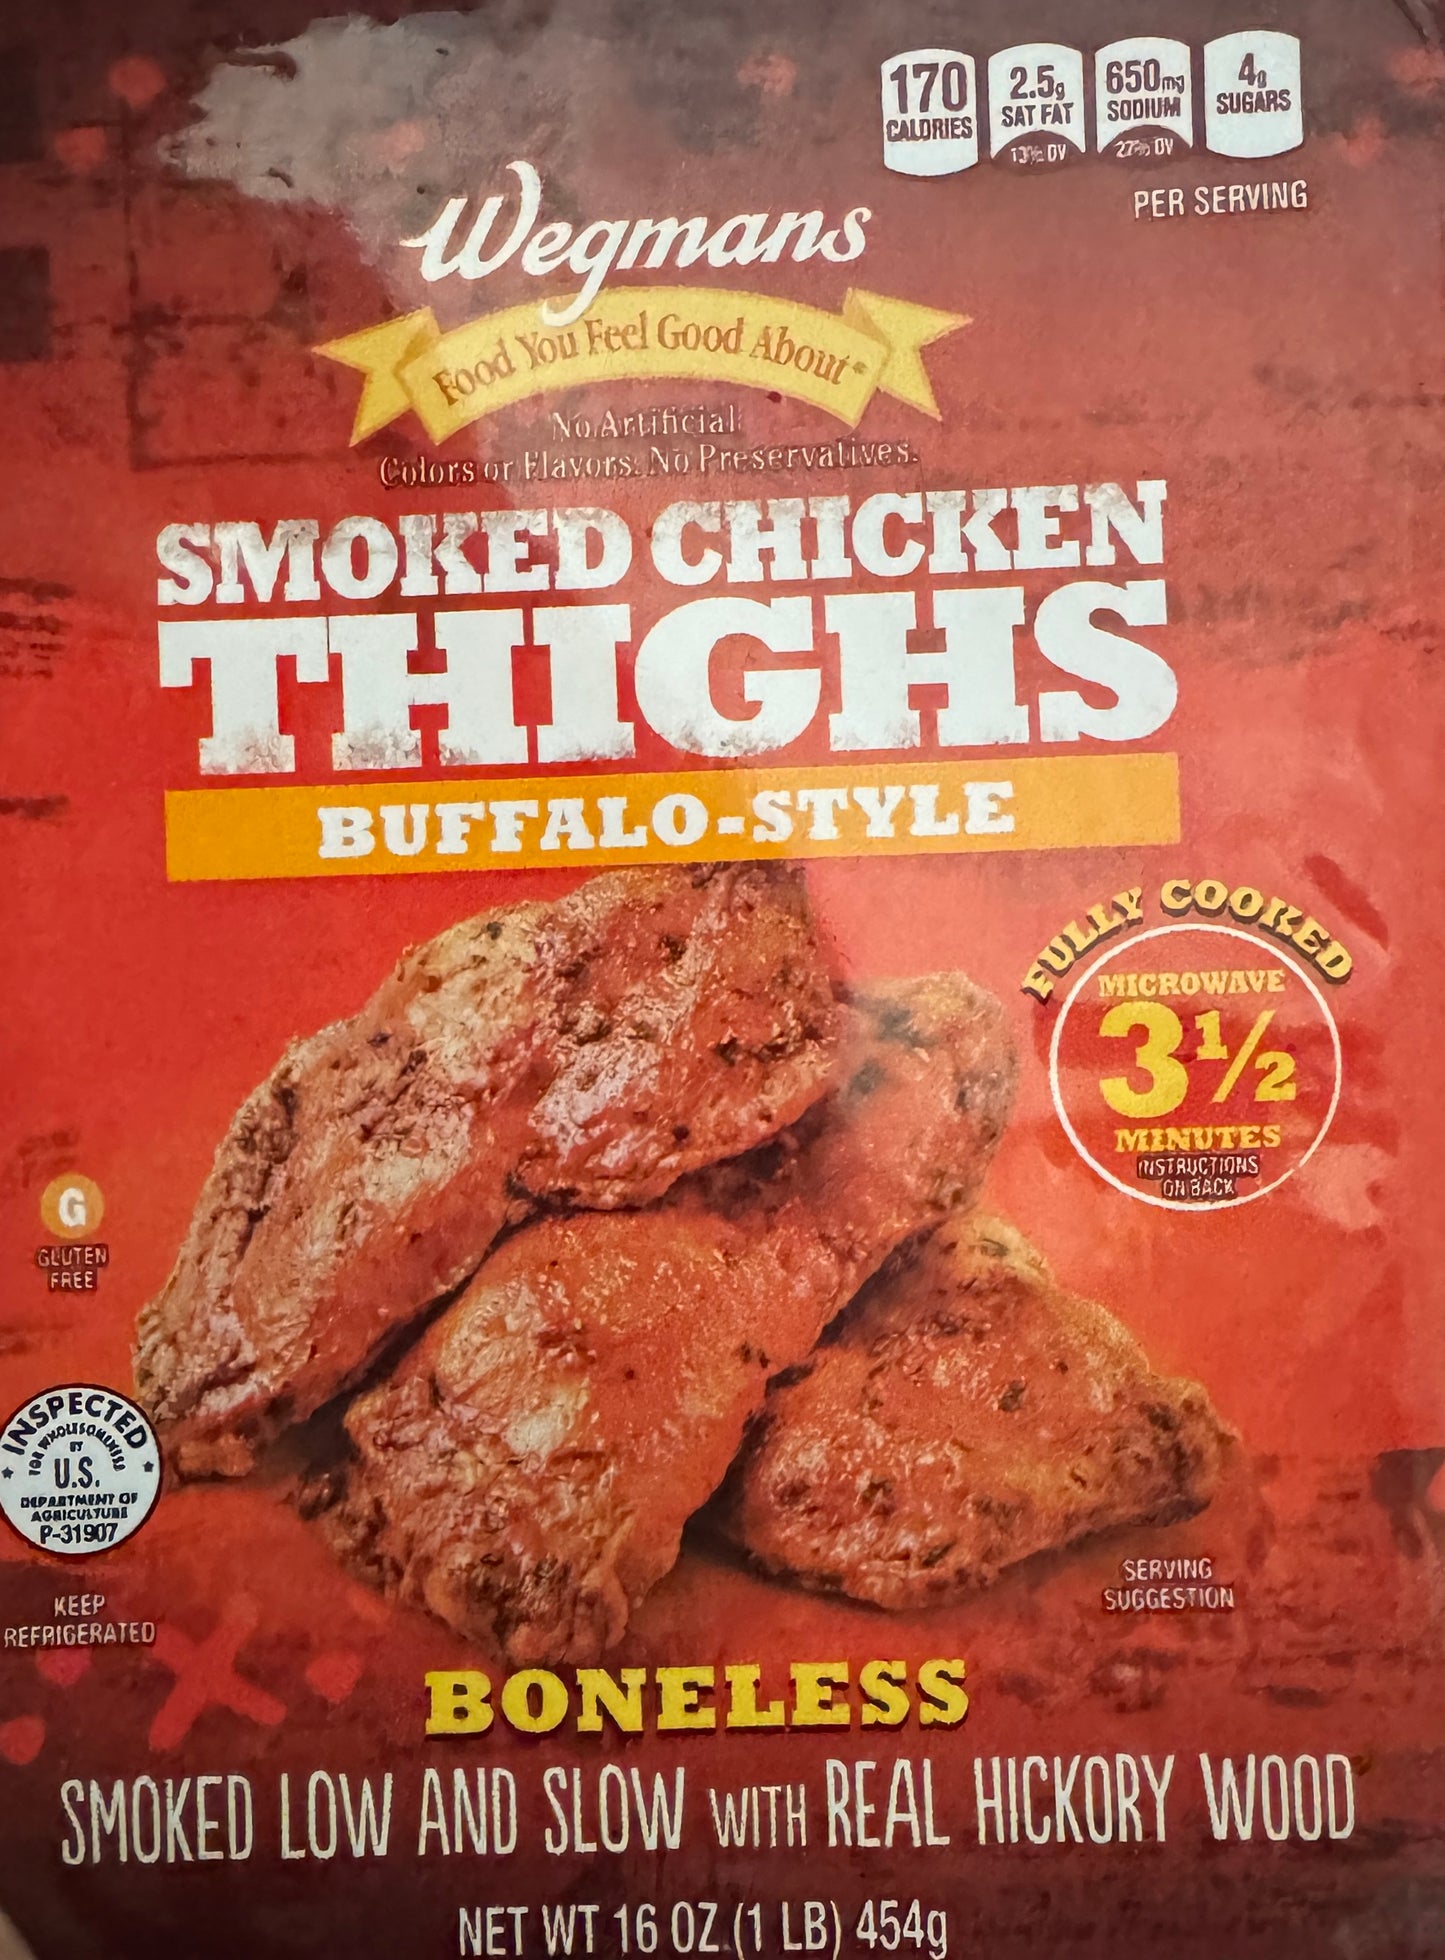 170
CALORIES
2.5g
SAT FAT
13% DV
650mg
SODIUM
27% DV
4g
SUGARS
PER SERVING
Wegmans
Food You Feel Good About®
No Artificial
Colors or Flavors. No Preservatives.
SMOKED CHICKEN
THIGHS
BUFFALO-STYLE
FULLY COOKED
MICROWAVE
3½
MINUTES
INSTRUCTIONS
ON BACK
G
GLUTEN
FREE
INSPECTED
FOR WHOLESOMENESS
BY
U.S.
DEPARTMENT OF
AGRICULTURE
P-31907
KEEP
REFRIGERATED
SERVING
SUGGESTION
BONELESS
SMOKED LOW AND SLOW WITH REAL HICKORY WOOD
NET WT 16 OZ (1 LB) 454g